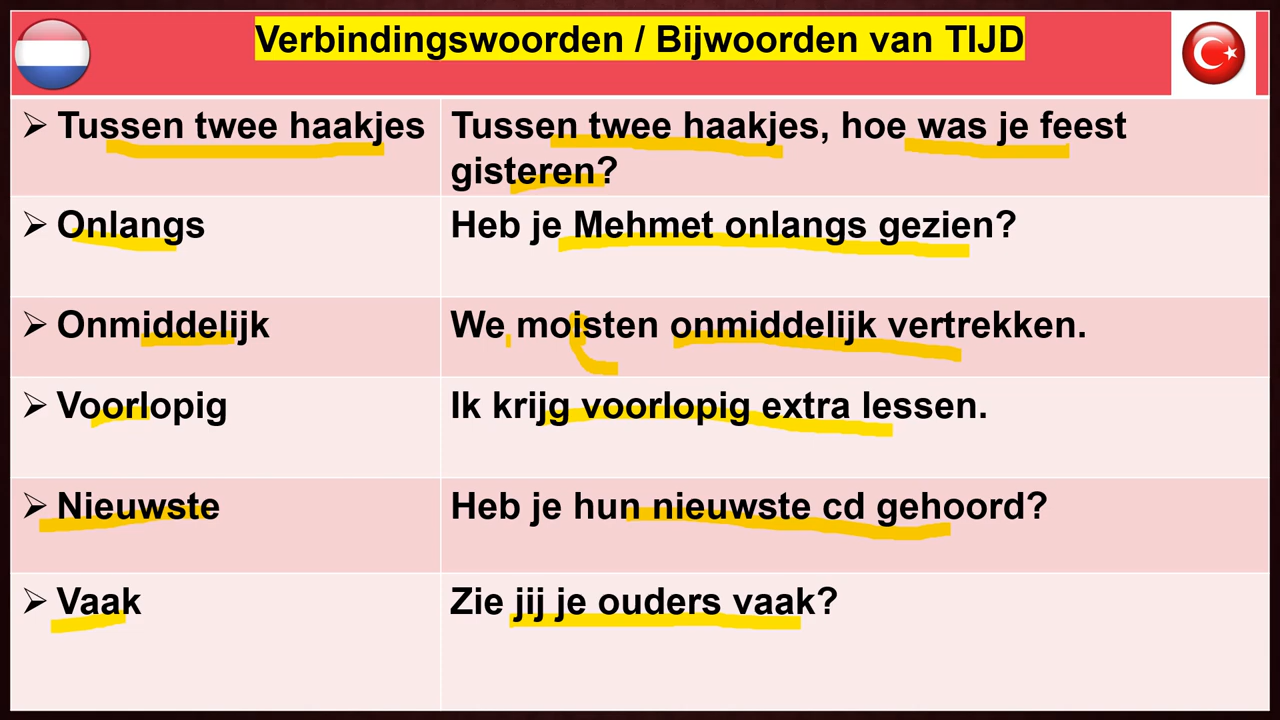 Verbindingswoorden / Bijwoorden van TIJD
Tussen twee haakjes
Tussen twee haakjes, hoe was je feest
gisteren?
Onlangs
Heb je Mehmet onlangs gezien?
Onmiddelijk
We moisten onmiddelijk vertrekken.
Voorlopig
Ik krijg voorlopig extra lessen.
Nieuwste
Heb je hun nieuwste cd gehoord?
Vaak
Zie jij je ouders vaak?